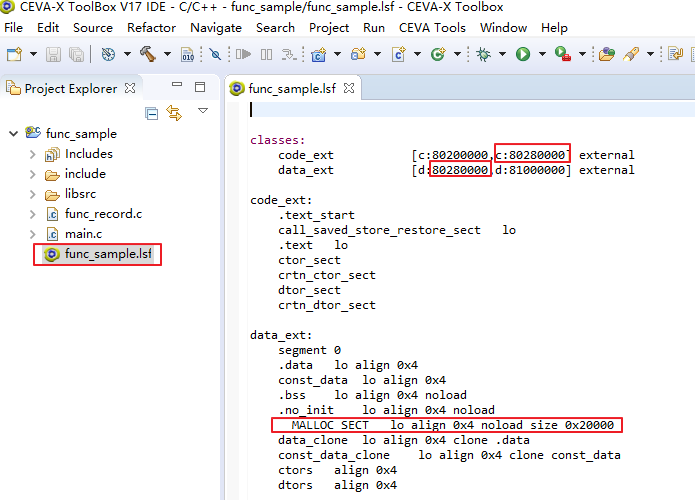 CEVA-X ToolBox V17 IDE - C/C++ - func_sample/func_sample.lsf - CEVA-X Toolbox
File Edit Source Refactor Navigate Search Project Run CEVA Tools Window Help
Project Explorer
func_sample.lsf
func_sample
Includes
include
libsrc
func_record.c
main.c
func_sample.lsf
classes:
code_ext [c:80200000,c:80280000] external
data_ext [d:80280000,d:81000000] external
code_ext:
.text_start
call_saved_store_restore_sect lo
.text lo
ctor_sect
crtn_ctor_sect
dtor_sect
crtn_dtor_sect
data_ext:
segment 0
.data lo align 0x4
const_data lo align 0x4
.bss lo align 0x4 noload
.no_init lo align 0x4 noload
MALLOC_SECT lo align 0x4 noload size 0x20000
data_clone lo align 0x4 clone .data
const_data_clone lo align 0x4 clone const_data
ctors align 0x4
dtors align 0x4